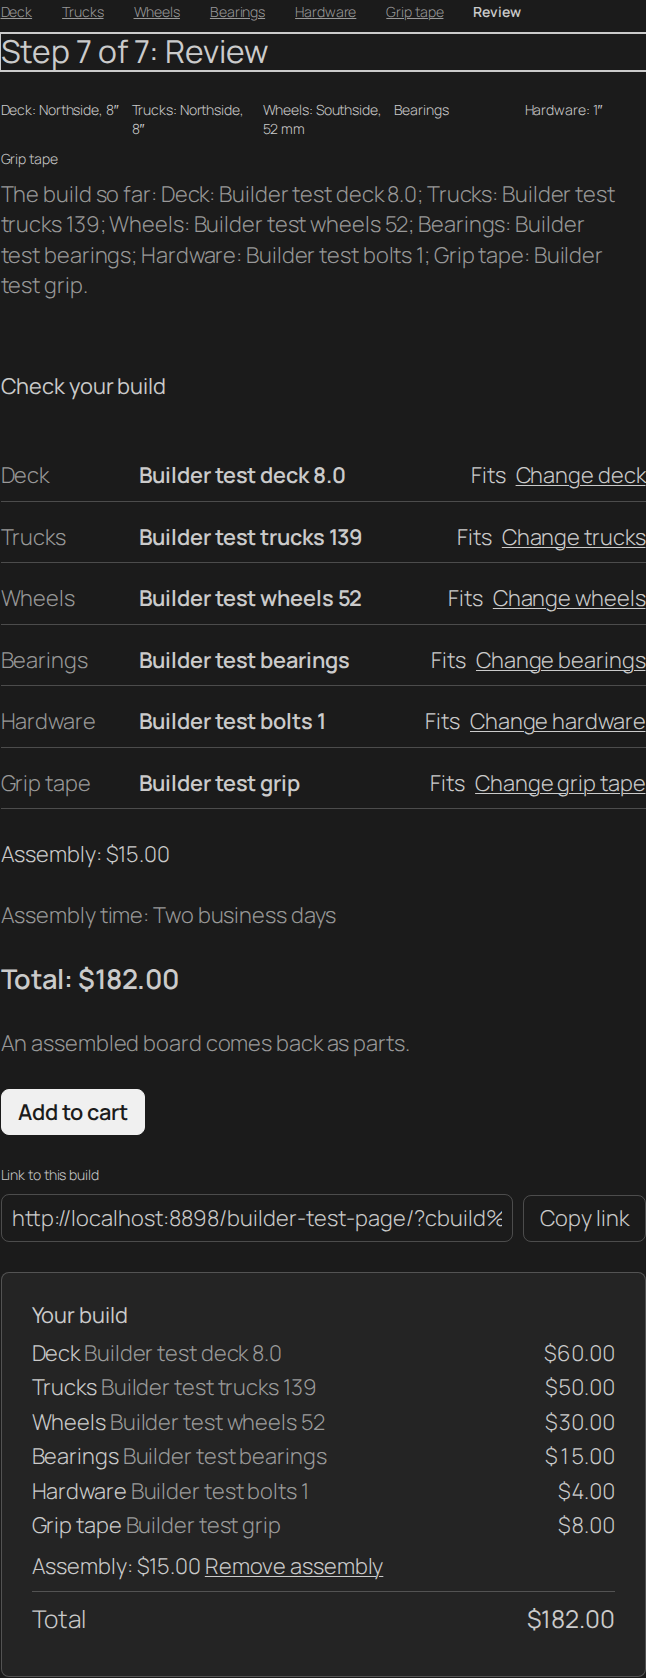 Deck Trucks Wheels Bearings Hardware Grip tape Review
Step 7 of 7: Review
Deck: Northside, 8″ Trucks: Northside, 8″ Wheels: Southside, 52 mm Bearings Hardware: 1″
Grip tape
The build so far: Deck: Builder test deck 8.0; Trucks: Builder test
trucks 139; Wheels: Builder test wheels 52; Bearings: Builder
test bearings; Hardware: Builder test bolts 1; Grip tape: Builder
test grip.
Check your build
Deck Builder test deck 8.0 Fits Change deck
Trucks Builder test trucks 139 Fits Change trucks
Wheels Builder test wheels 52 Fits Change wheels
Bearings Builder test bearings Fits Change bearings
Hardware Builder test bolts 1 Fits Change hardware
Grip tape Builder test grip Fits Change grip tape
Assembly: $15.00
Assembly time: Two business days
Total: $182.00
An assembled board comes back as parts.
Add to cart
Link to this build
http://localhost:8898/builder-test-page/?cbuild% Copy link
Your build
Deck Builder test deck 8.0 $60.00
Trucks Builder test trucks 139 $50.00
Wheels Builder test wheels 52 $30.00
Bearings Builder test bearings $15.00
Hardware Builder test bolts 1 $4.00
Grip tape Builder test grip $8.00
Assembly: $15.00 Remove assembly
Total $182.00